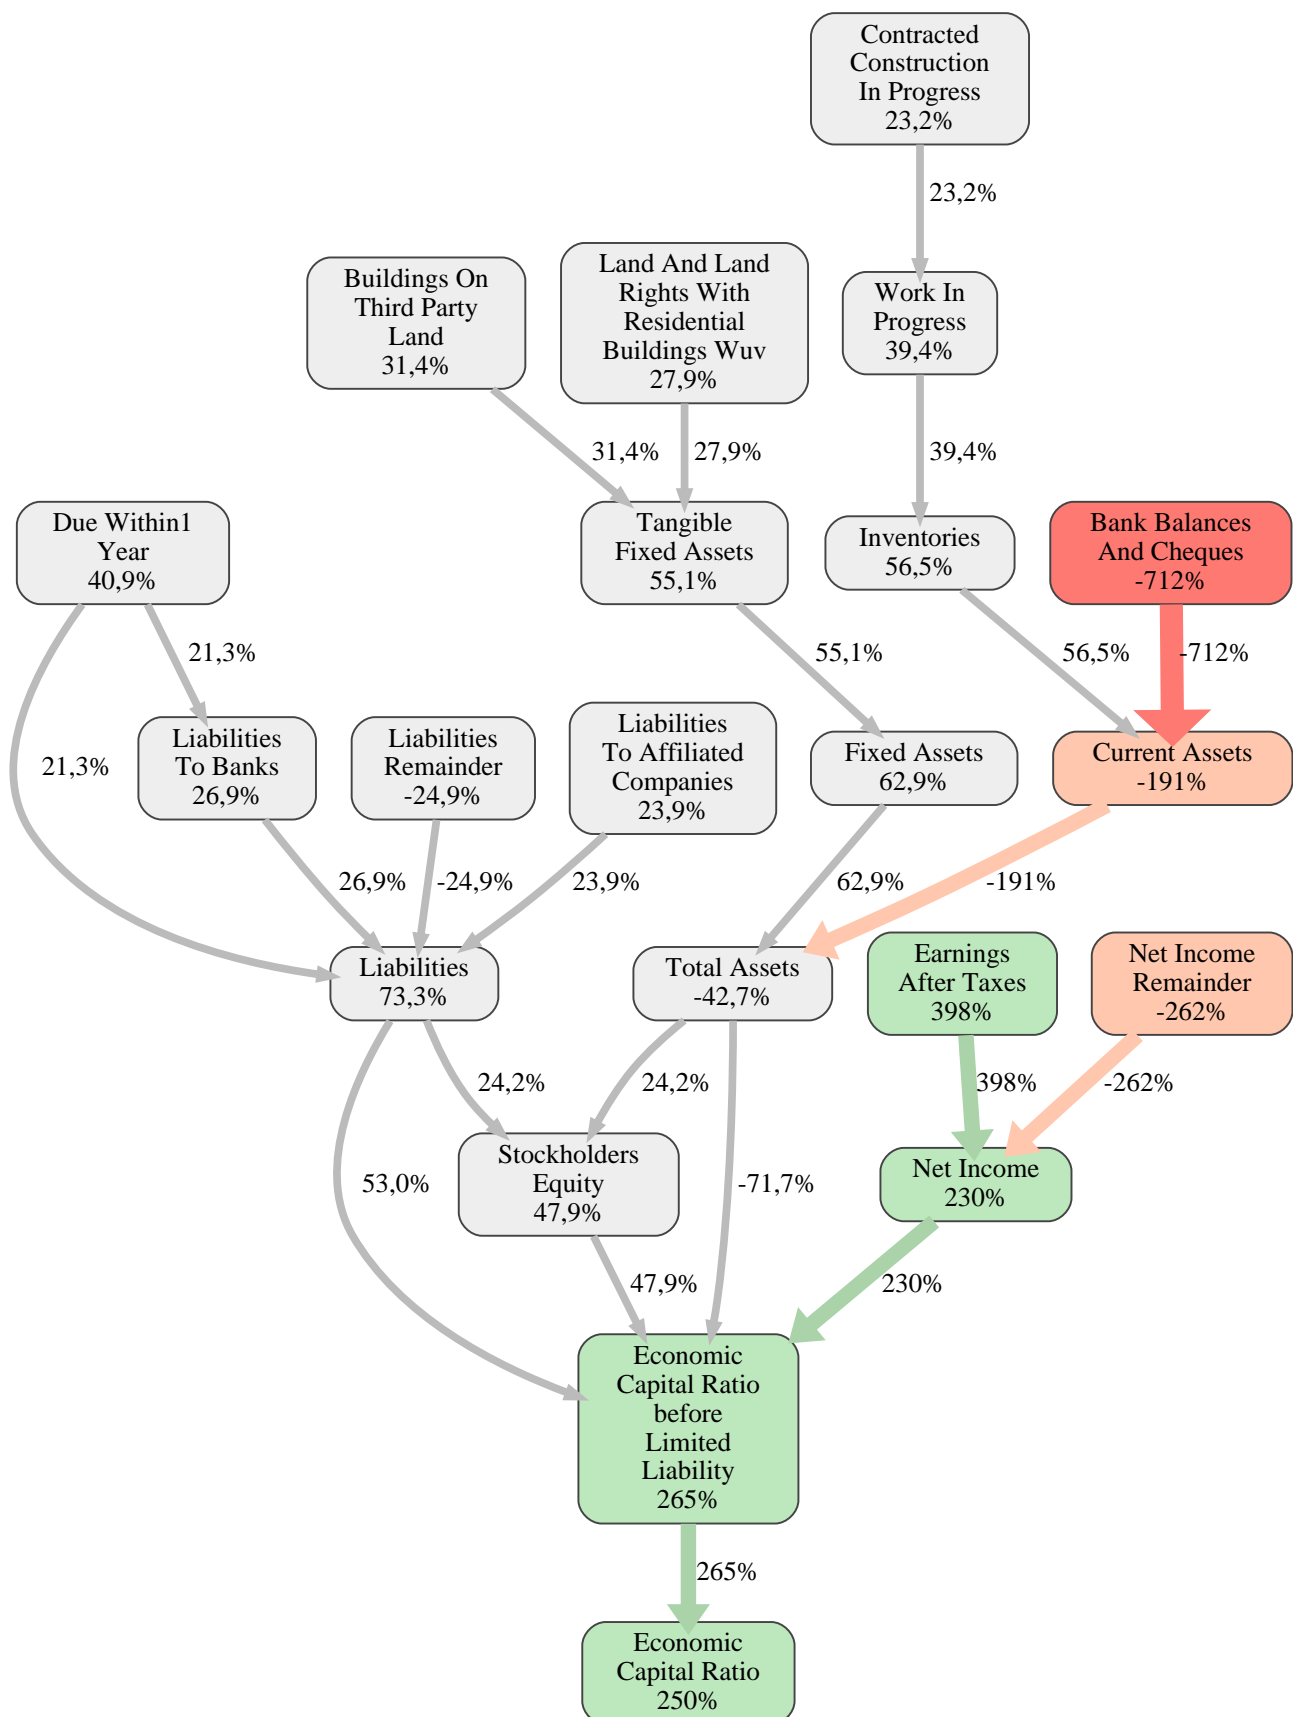 Contracted
Construction
In Progress
23,2%
23,2%
Buildings On
Third Party
Land
31,4%
Land And Land
Rights With
Residential
Buildings Wuv
27,9%
Work In
Progress
39,4%
31,4%
27,9%
39,4%
Due Within1
Year
40,9%
Tangible
Fixed Assets
55,1%
Inventories
56,5%
Bank Balances
And Cheques
-712%
21,3%
55,1%
56,5%
-712%
21,3%
Liabilities
To Banks
26,9%
Liabilities
Remainder
-24,9%
Liabilities
To Affiliated
Companies
23,9%
Fixed Assets
62,9%
Current Assets
-191%
26,9%
-24,9%
23,9%
62,9%
-191%
Liabilities
73,3%
Total Assets
-42,7%
Earnings
After Taxes
398%
Net Income
Remainder
-262%
24,2%
24,2%
398%
-262%
53,0%
Stockholders
Equity
47,9%
-71,7%
Net Income
230%
47,9%
230%
Economic
Capital Ratio
before
Limited
Liability
265%
265%
Economic
Capital Ratio
250%